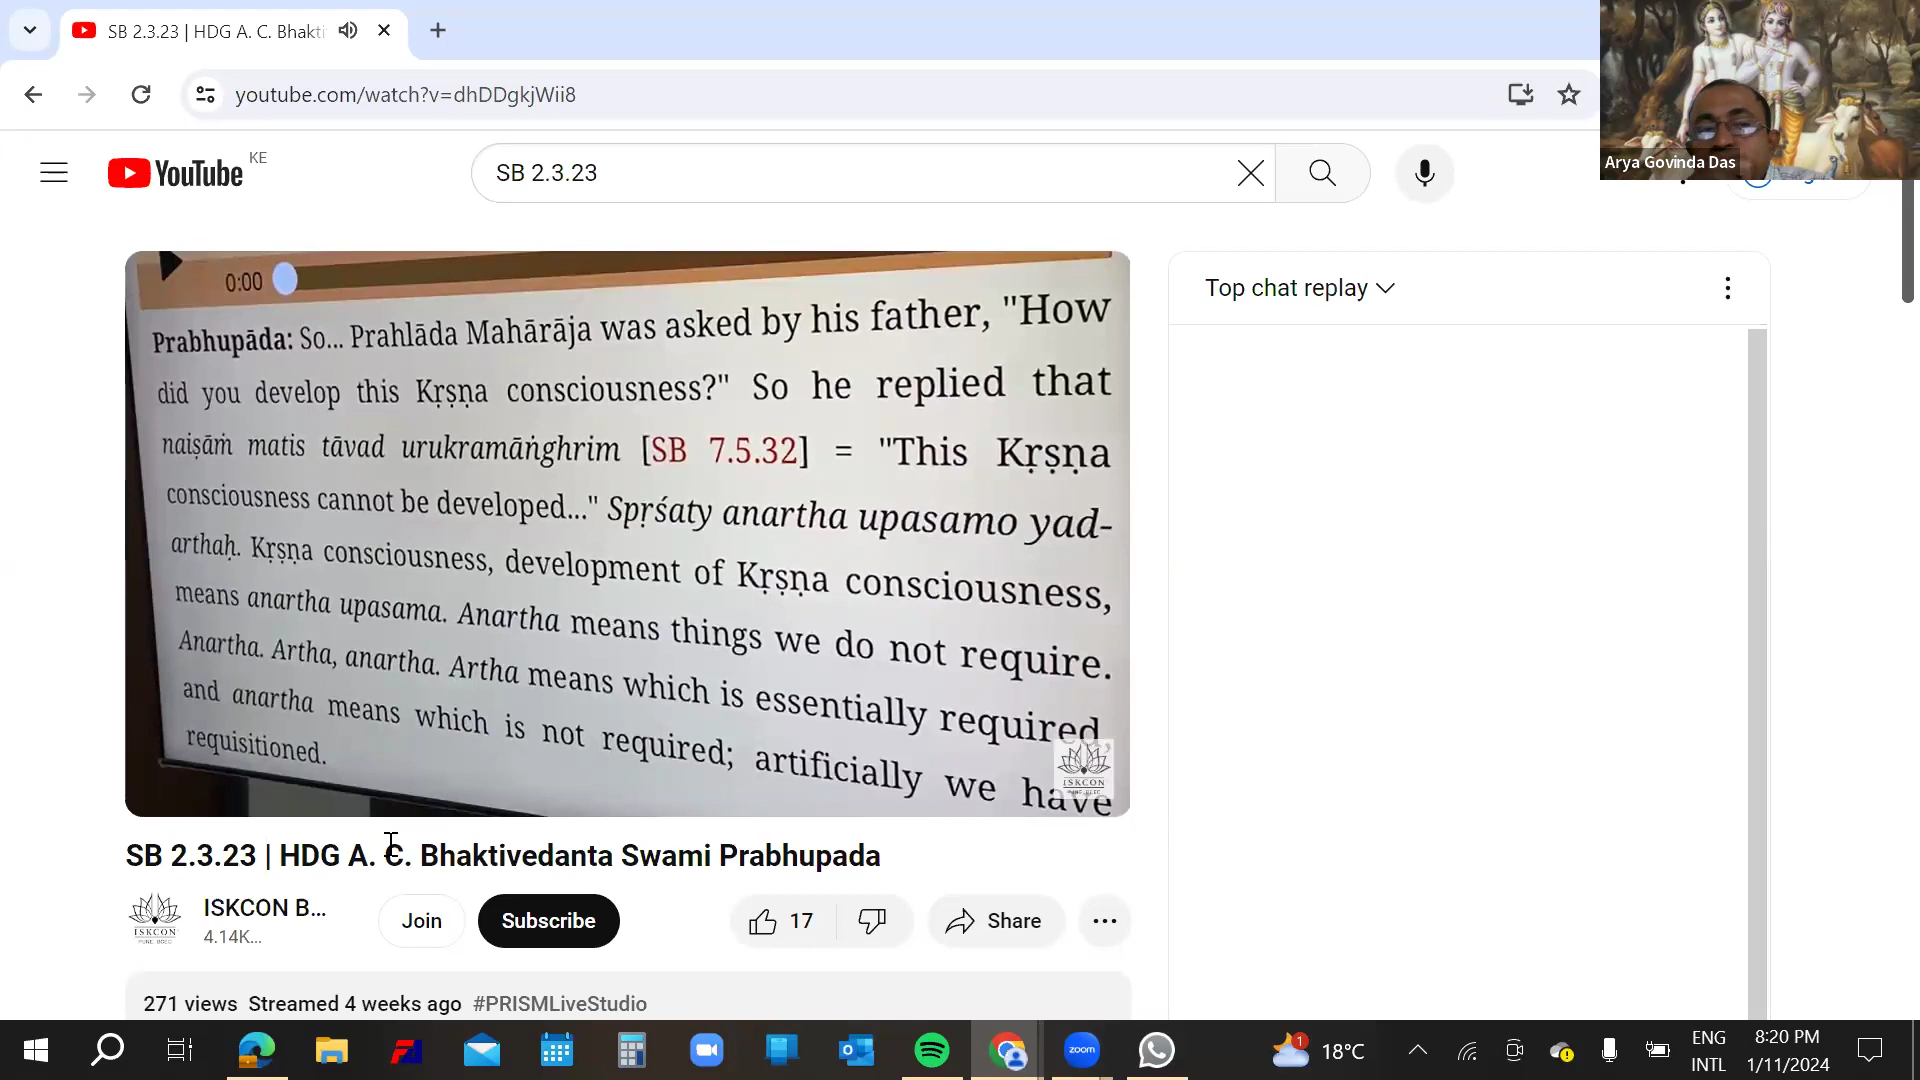 SB 2.3.23 | HDG A. C. Bhakti
youtube.com/watch?v=dhDDgkjWii8
Arya Govinda Das
YouTube KE
SB 2.3.23
0:00
Prabhupāda: So... Prahlāda Mahārāja was asked by his father, "How
did you develop this Kṛṣṇa consciousness?" So he replied that
naiṣāṁ matis tāvad urukramāṅghrim [SB 7.5.32] = "This Kṛṣṇa
consciousness cannot be developed..." Spṛśaty anartha upasamo yad-
arthaḥ. Kṛṣṇa consciousness, development of Kṛṣṇa consciousness,
means anartha upasama. Anartha means things we do not require.
Anartha. Artha, anartha. Artha means which is essentially required,
and anartha means which is not required; artificially we have
requisitioned.
ISKCON
Top chat replay
SB 2.3.23 | HDG A. C. Bhaktivedanta Swami Prabhupada
ISKCON
ISKCON B...
4.14K...
Join
Subscribe
17
Share
271 views Streamed 4 weeks ago #PRISMLiveStudio
zoom
1
18°C
ENG
INTL
8:20 PM
1/11/2024